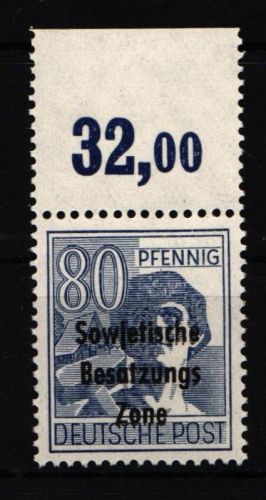 32,00
80 PFENNIG
Sowjetische
Besatzungs
Zone
DEUTSCHE POST